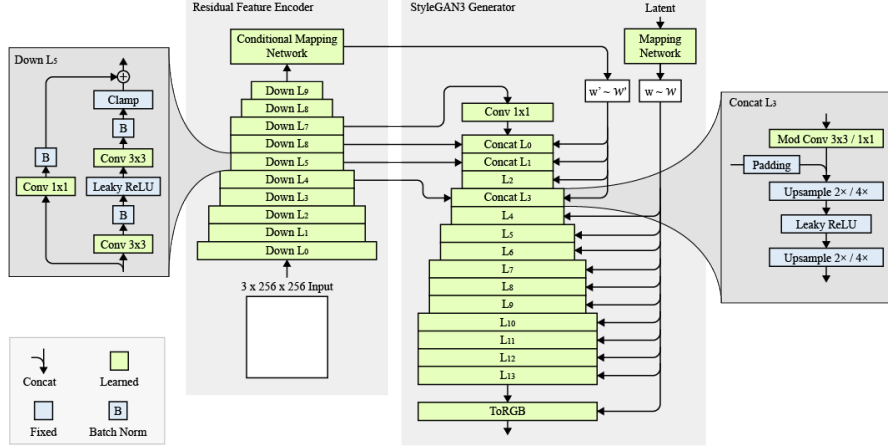 Residual Feature Encoder
StyleGAN3 Generator
Latent
Conditional Mapping
Network
Mapping
Network
Down L5
Clamp
B
B
Conv 3x3
Conv 1x1
Leaky ReLU
B
Conv 3x3
Down L9
Down L8
Down L7
Down L8
Down L5
Down L4
Down L3
Down L2
Down L1
Down L0
3 x 256 x 256 Input
w' ~ W'
w ~ W
Conv 1x1
Concat L0
Concat L1
L2
Concat L3
L4
L5
L6
L7
L8
L9
L10
L11
L12
L13
ToRGB
Concat L3
Mod Conv 3x3 / 1x1
Padding
Upsample 2× / 4×
Leaky ReLU
Upsample 2× / 4×
Concat
Learned
B
Fixed
Batch Norm